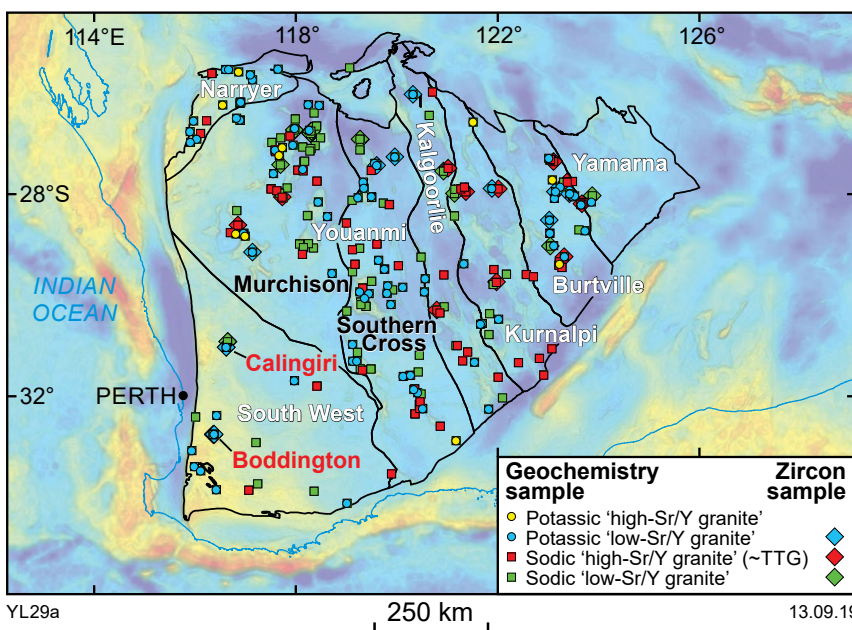 114°E
118°
122°
126°
Narryer
Kalgoorlie
Yamarna
28°S
Youanmi
INDIAN
OCEAN
Murchison
Burtville
Southern
Cross
Kurnalpi
Calingiri
PERTH
South West
Boddington
32°
Geochemistry
sample
Zircon
sample
Potassic ‘high-Sr/Y granite’
Potassic ‘low-Sr/Y granite’
Sodic ‘high-Sr/Y granite’ (~TTG)
Sodic ‘low-Sr/Y granite’
YL29a
250 km
13.09.19